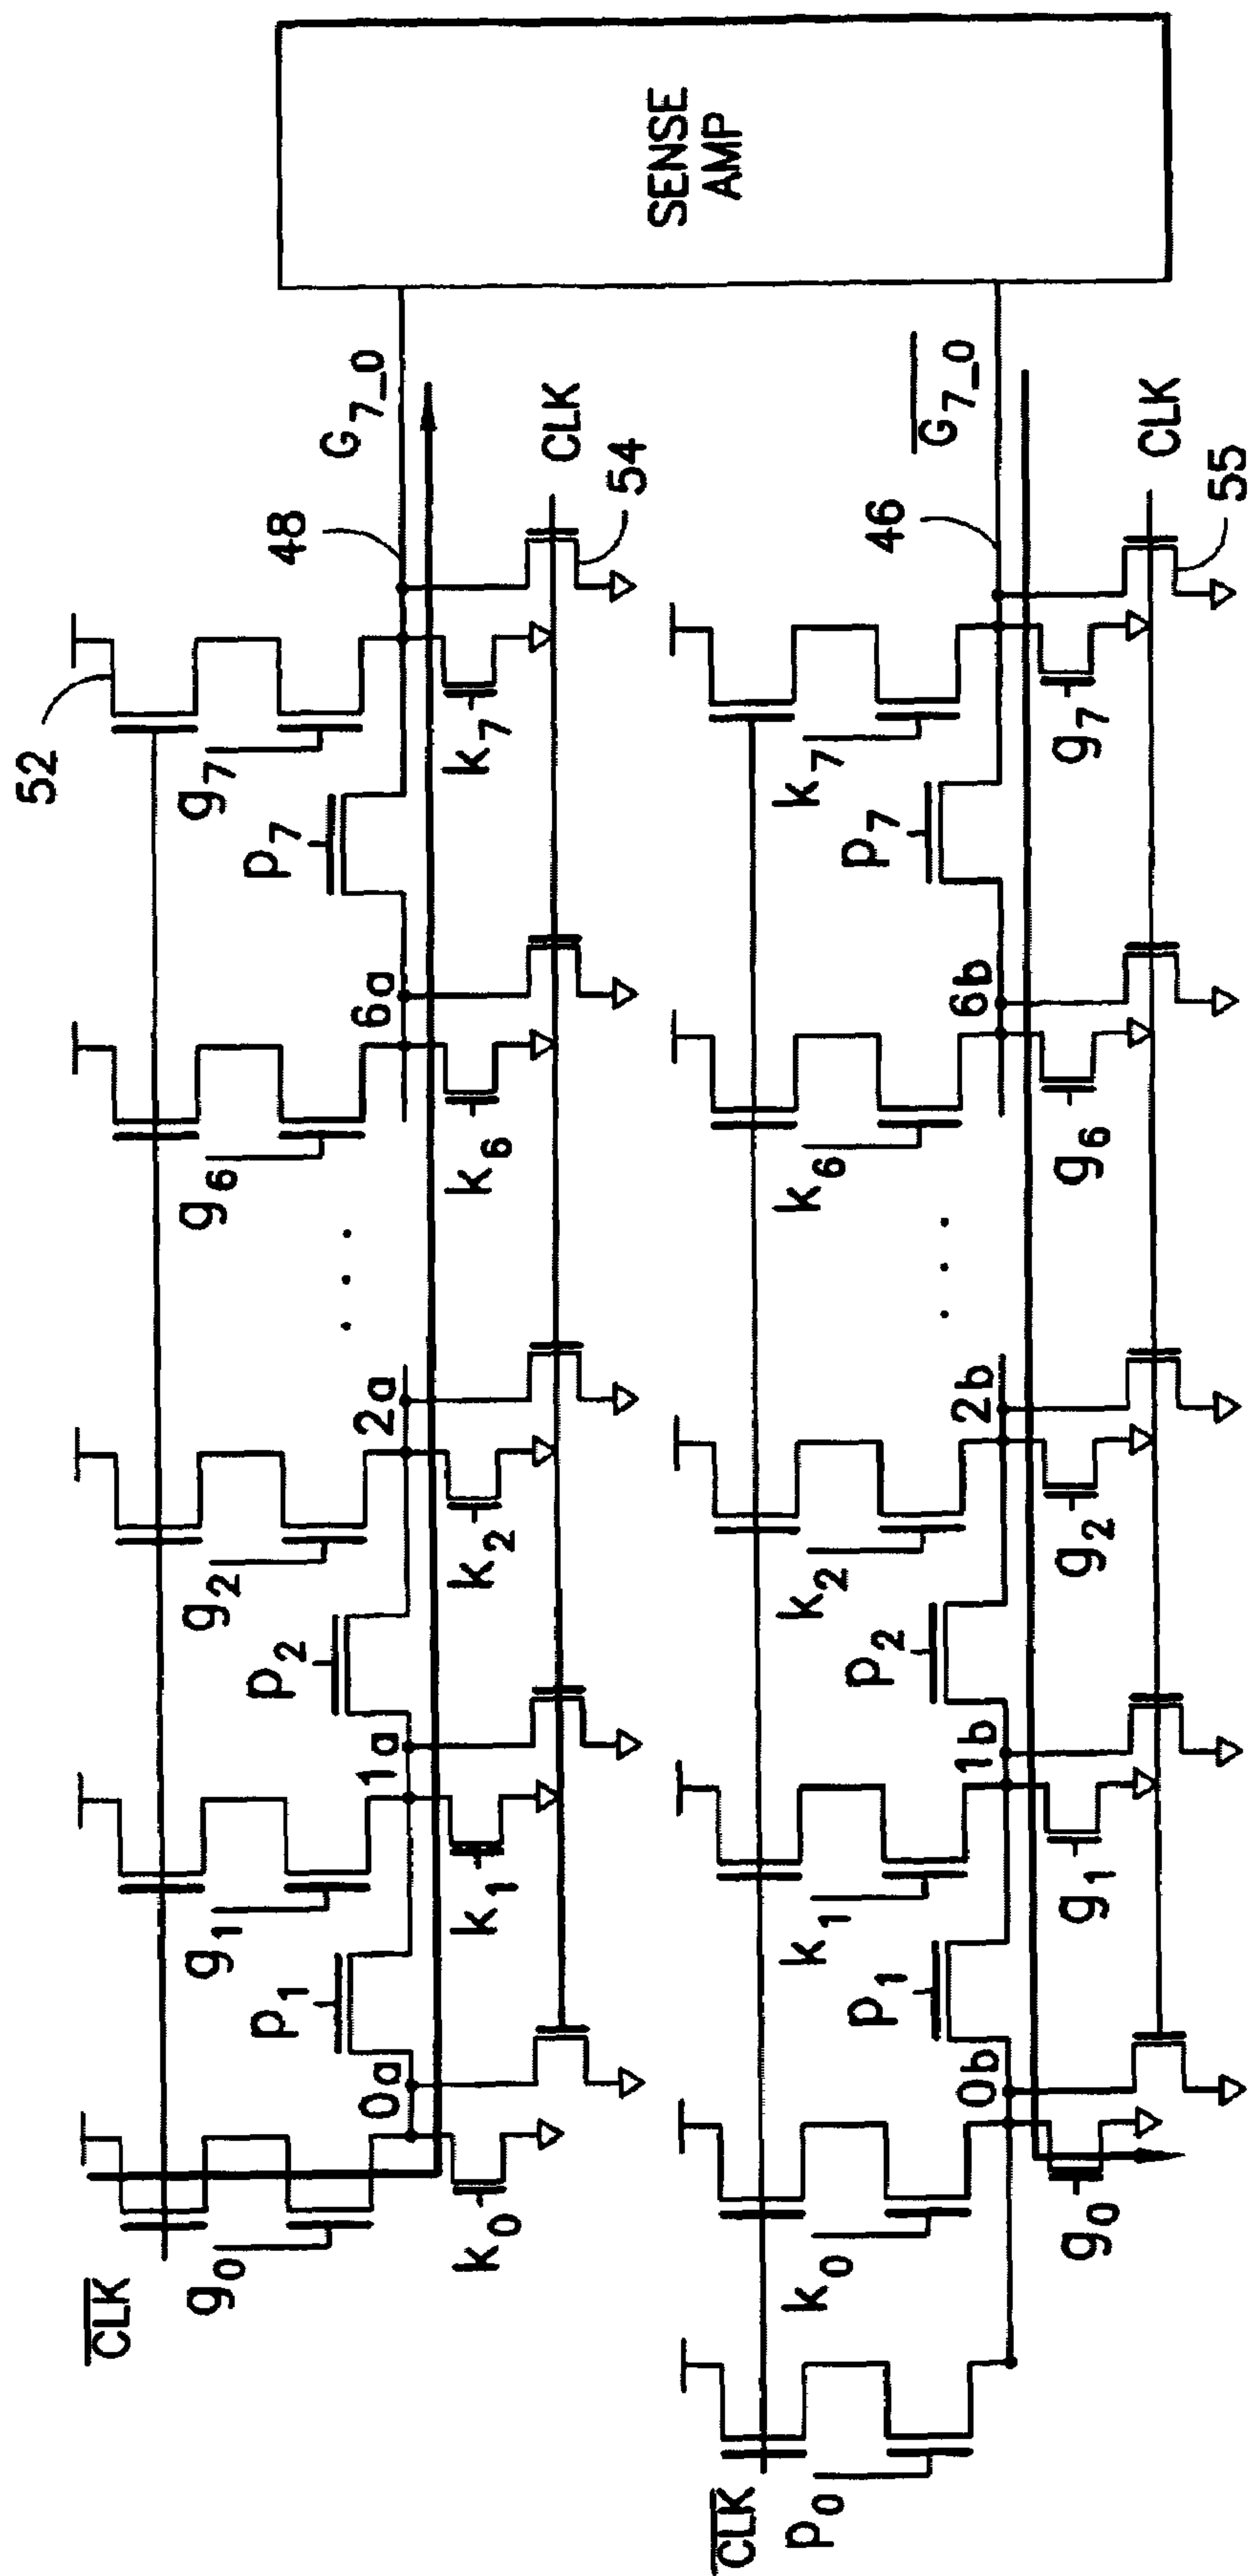 SENSE
AMP
G7_0
G7_0
CLK
CLK
48
46
54
55
52
g7
p7
k7
k7
p7
g7
6a
6b
g6
k6
k6
g6
. . .
. . .
2a
2b
g2
p2
k2
k2
p2
g2
1a
1b
g1
p1
k1
k1
p1
g1
0a
0b
CLK
g0
k0
k0
g0
CLK
p0